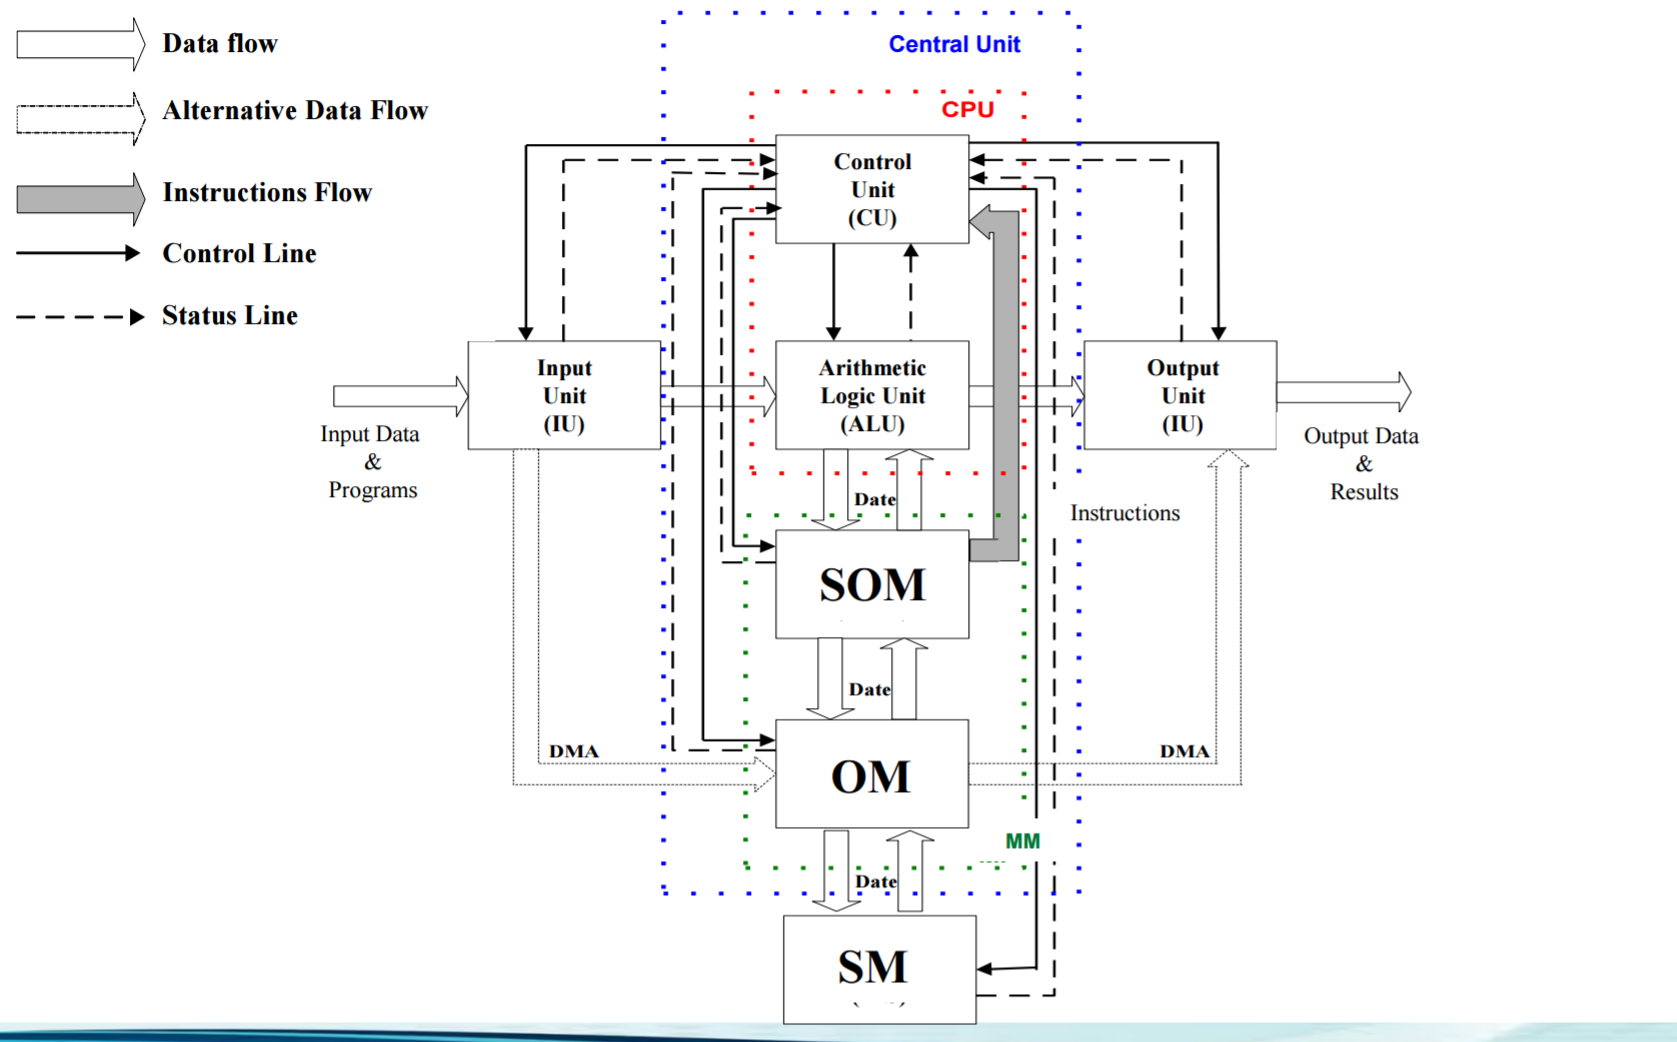 Data flow
Alternative Data Flow
Instructions Flow
Control Line
Status Line
Central Unit
CPU
Control
Unit
(CU)
Input
Unit
(IU)
Arithmetic
Logic Unit
(ALU)
Output
Unit
(IU)
Input Data
&
Programs
Output Data
&
Results
Date
Instructions
SOM
Date
DMA
DMA
OM
MM
Date
SM